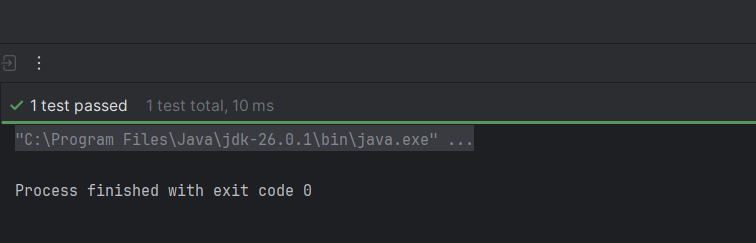 1 test passed 1 test total, 10 ms
"C:\Program Files\Java\jdk-26.0.1\bin\java.exe" ...
Process finished with exit code 0